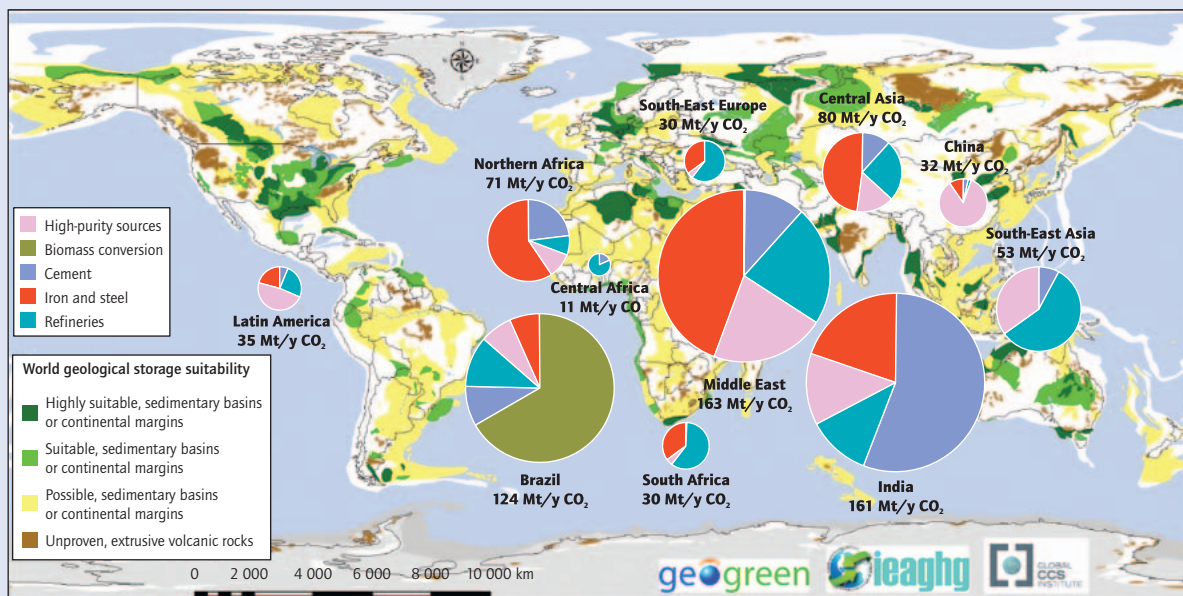 South-East Europe
30 Mt/y CO₂
Central Asia
80 Mt/y CO₂
China
32 Mt/y CO₂
Northern Africa
71 Mt/y CO₂
South-East Asia
53 Mt/y CO₂
Central Africa
11 Mt/y CO
Latin America
35 Mt/y CO₂
Middle East
163 Mt/y CO₂
Brazil
124 Mt/y CO₂
South Africa
30 Mt/y CO₂
India
161 Mt/y CO₂
High-purity sources
Biomass conversion
Cement
Iron and steel
Refineries
World geological storage suitability
Highly suitable, sedimentary basins
or continental margins
Suitable, sedimentary basins
or continental margins
Possible, sedimentary basins
or continental margins
Unproven, extrusive volcanic rocks
0 2 000 4 000 6 000 8 000 10 000 km
geogreen
ieaghg
GLOBAL
CCS
INSTITUTE